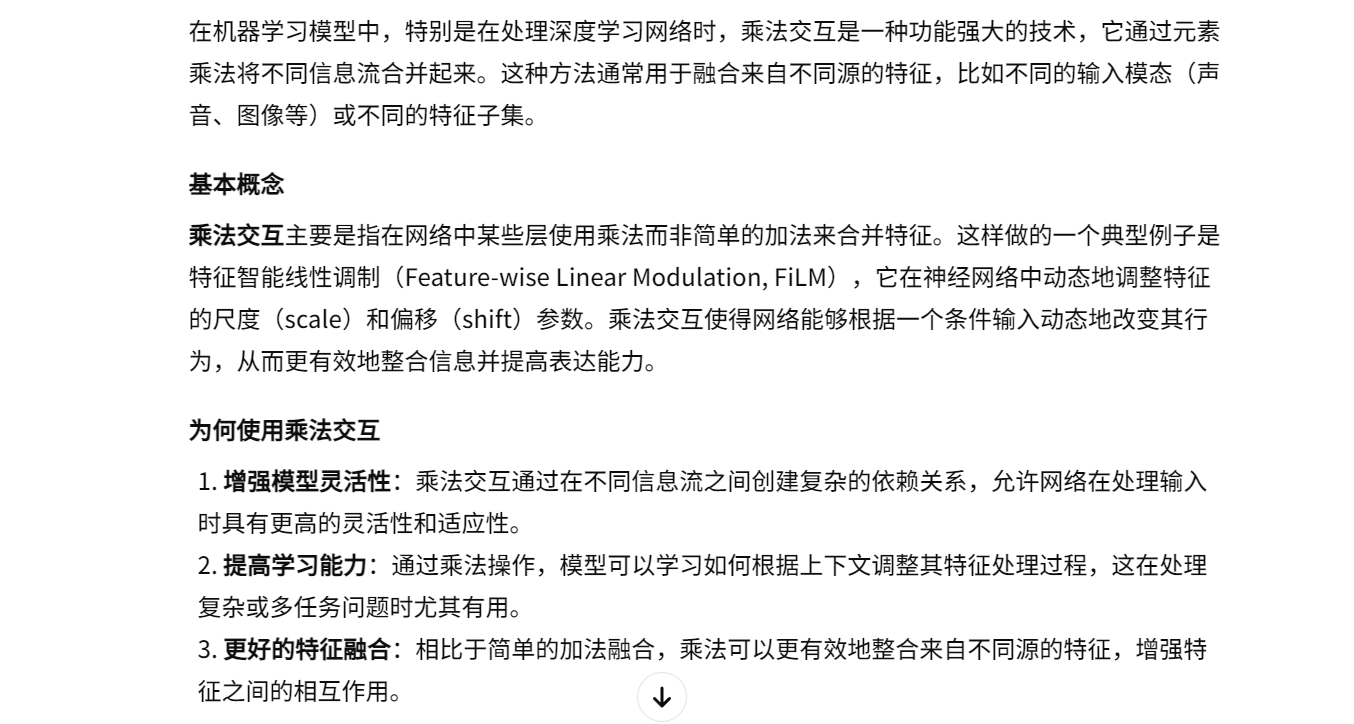 在机器学习模型中，特别是在处理深度学习网络时，乘法交互是一种功能强大的技术，它通过元素
乘法将不同信息流合并起来。这种方法通常用于融合来自不同源的特征，比如不同的输入模态（声
音、图像等）或不同的特征子集。
基本概念
乘法交互主要是指在网络中某些层使用乘法而非简单的加法来合并特征。这样做的一个典型例子是
特征智能线性调制（Feature-wise Linear Modulation, FiLM），它在神经网络中动态地调整特征
的尺度（scale）和偏移（shift）参数。乘法交互使得网络能够根据一个条件输入动态地改变其行
为，从而更有效地整合信息并提高表达能力。
为何使用乘法交互
1. 增强模型灵活性：乘法交互通过在不同信息流之间创建复杂的依赖关系，允许网络在处理输入
时具有更高的灵活性和适应性。
2. 提高学习能力：通过乘法操作，模型可以学习如何根据上下文调整其特征处理过程，这在处理
复杂或多任务问题时尤其有用。
3. 更好的特征融合：相比于简单的加法融合，乘法可以更有效地整合来自不同源的特征，增强特
征之间的相互作用。